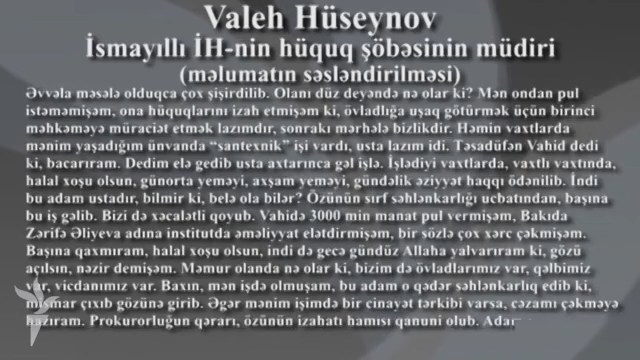 Valeh Hüseynov
İsmayıllı İH-nin hüquq şöbəsinin müdiri
(məlumatın səsləndirilməsi)
Əvvəla məsələ olduqca çox şişirdilib. Olanı düz deyəndə nə olar ki? Mən ondan pul
istəməmişəm, ona hüquqlarını izah etmişəm ki, övladlığa uşaq götürmək üçün birinci
məhkəməyə müraciət etmək lazımdır, sonrakı mərhələ bizlikdir. Həmin vaxtlarda
mənim yaşadığım ünvanda “santexnik” işi vardı, usta lazım idi. Təsadüfən Vahid dedi
ki, bacarıram. Dedim elə gedib usta axtarınca gəl işlə. İşlədiyi vaxtlarda, vaxtlı vaxtında,
halal xoşu olsun, günorta yeməyi, axşam yeməyi, gündəlik əziyyət haqqı ödənilib. İndi
bu adam ustadır, bilmir ki, belə ola bilər? Özünün sırf səhlənkarlığı ucbatından, başına
bu iş gəlib. Bizi də xəcalətli qoyub. Vahidə 3000 min manat pul vermişəm, Bakıda
Zərifə Əliyeva adına institutda əməliyyat elətdirmişəm, bir sözlə çox xərc çəkmişəm.
Başına qaxmıram, halal xoşu olsun, indi də gecə gündüz Allaha yalvarıram ki, gözü
açılsın, nəzir demişəm. Məmur olanda nə olar ki, bizim də övladlarımız var, qəlbimiz
var, vicdanımız var. Baxın, mən işdə olmuşam, bu adam o qədər səhlənkarlıq edib ki,
çıxıb gözünə girib. Əgər mənim işimdə bir cinayət tərkibi varsa, cəzamı çəkməyə
hazıram. Prokurorluğun qərarı, özünün izahatı hamısı qanuni olub. Adar